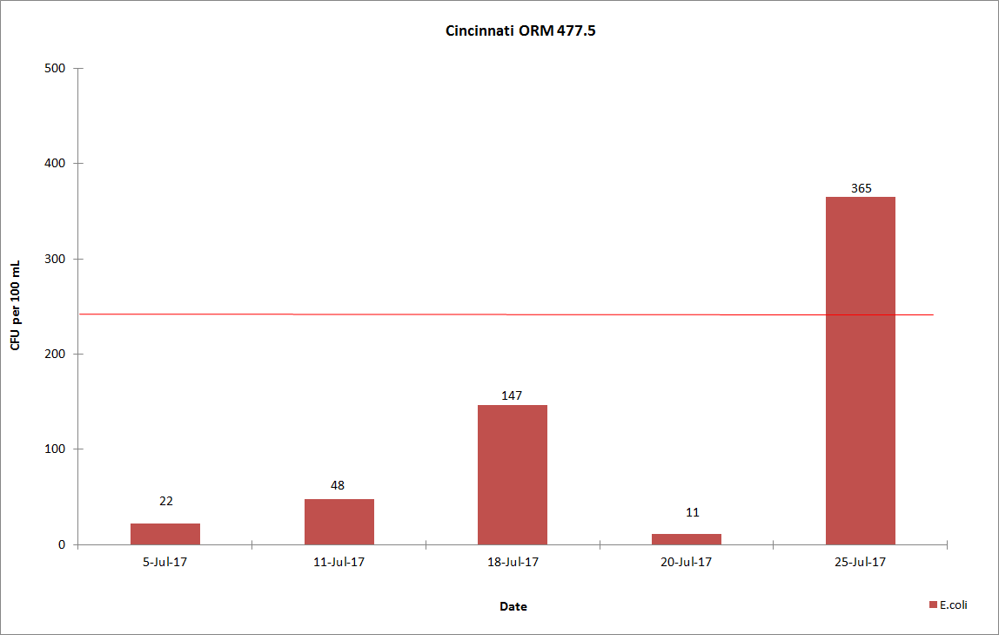 Cincinnati ORM 477.5
500
400
300
200
100
0
CFU per 100 mL
22
48
147
11
365
5-Jul-17
11-Jul-17
18-Jul-17
20-Jul-17
25-Jul-17
Date
E.coli